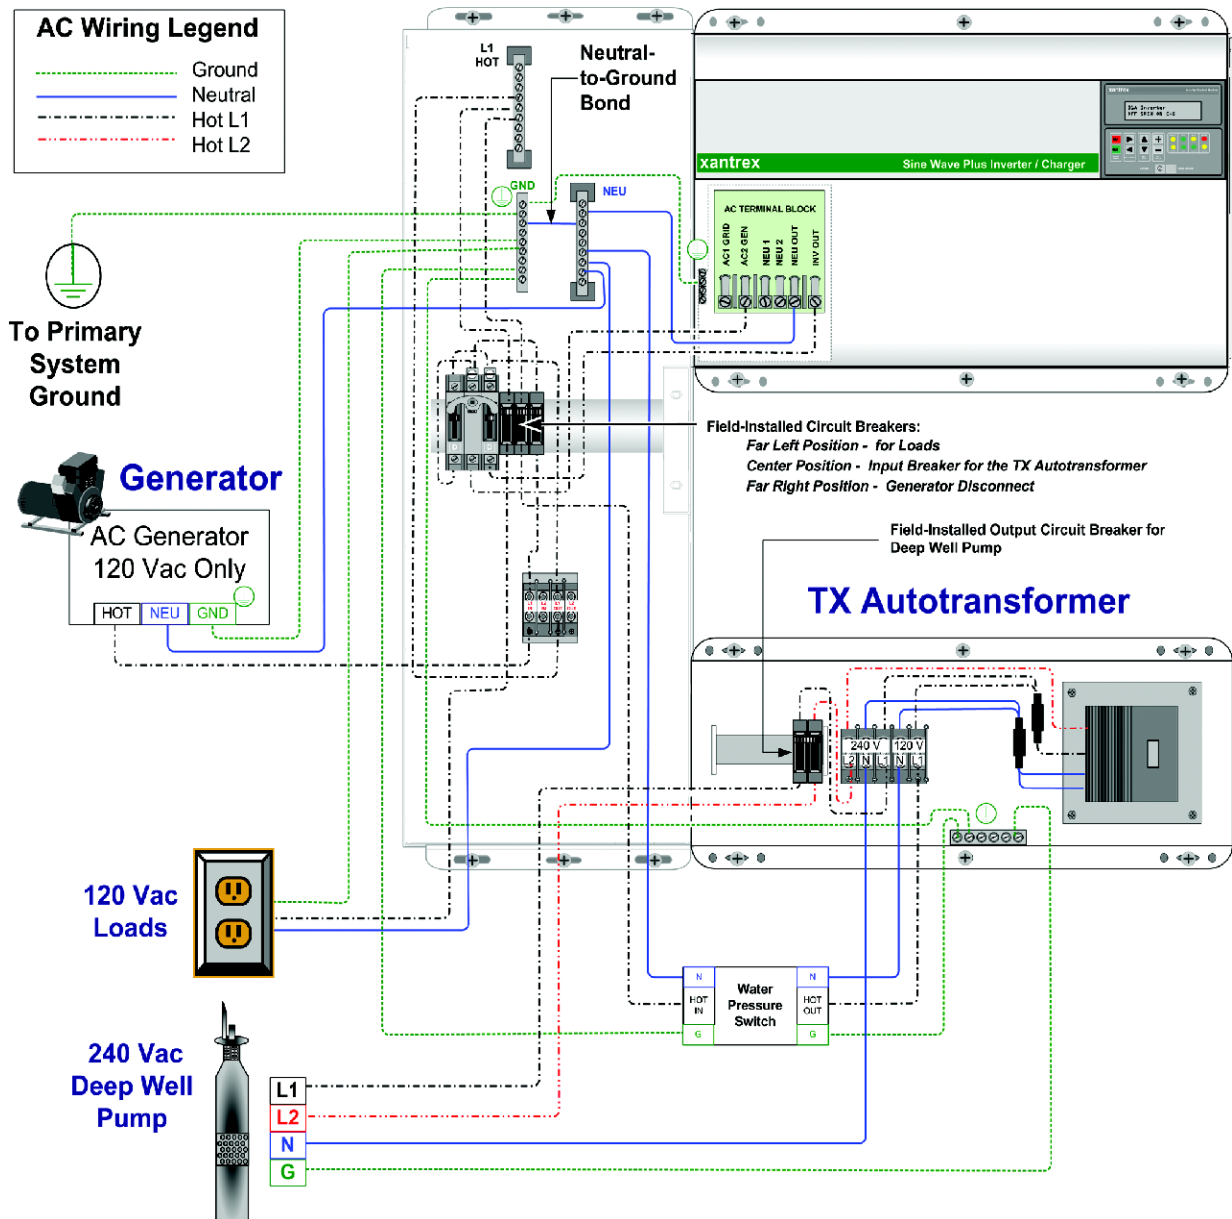 AC Wiring Legend
Ground
Neutral
Hot L1
Hot L2
L1
HOT
Neutral-
to-Ground
Bond
GND
NEU
xantrex
xantrex
Sine Wave Plus Inverter / Charger
AC TERMINAL BLOCK
AC1 GRID
AC2 GEN
NEU 1
NEU 2
NEU OUT
INV OUT
To Primary
System
Ground
Field-Installed Circuit Breakers:
Far Left Position - for Loads
Center Position - Input Breaker for the TX Autotransformer
Far Right Position - Generator Disconnect
Generator
AC Generator
120 Vac Only
HOT
NEU
GND
Field-Installed Output Circuit Breaker for
Deep Well Pump
TX Autotransformer
240 V
120 V
L2
N
L1
N
L1
120 Vac
Loads
N
HOT
IN
G
Water
Pressure
Switch
N
HOT
OUT
G
240 Vac
Deep Well
Pump
L1
L2
N
G